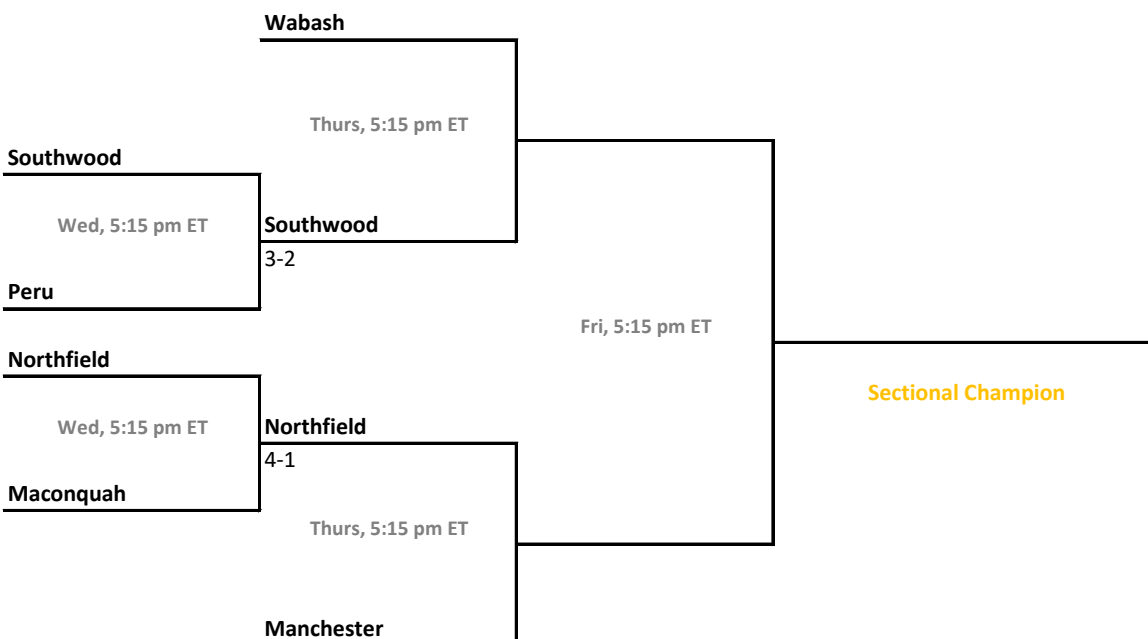 Wabash
Thurs, 5:15 pm ET
Southwood
Wed, 5:15 pm ET
Southwood
3-2
Peru
Fri, 5:15 pm ET
Northfield
Sectional Champion
Wed, 5:15 pm ET
Northfield
4-1
Maconquah
Thurs, 5:15 pm ET
Manchester